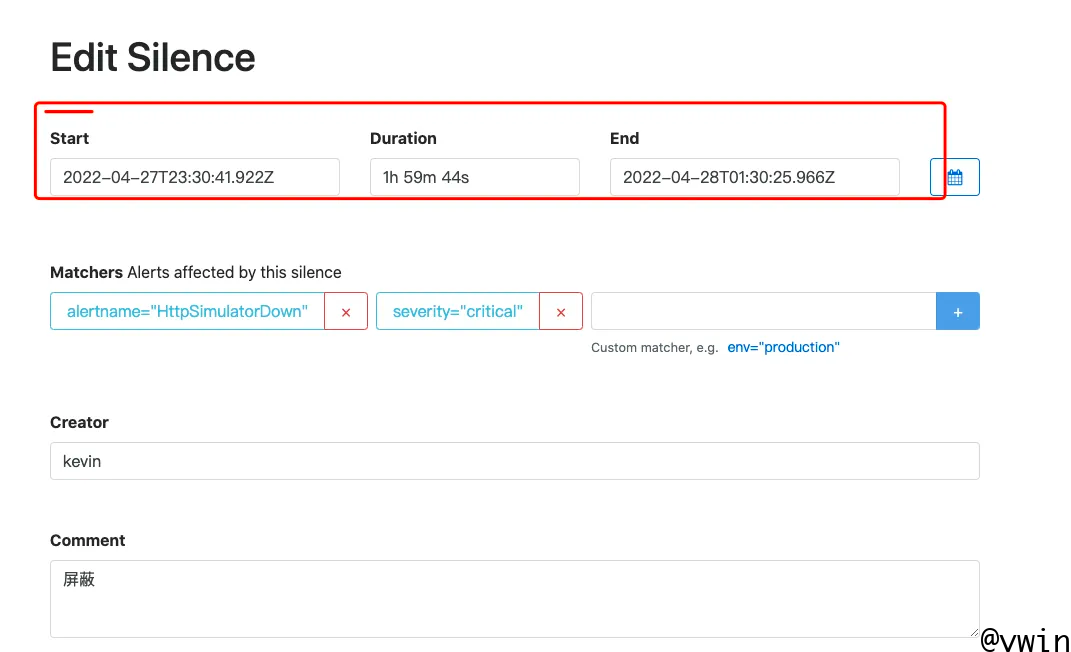 Edit Silence
Start Duration End
2022-04-27T23:30:41.922Z 1h 59m 44s 2022-04-28T01:30:25.966Z
Matchers Alerts affected by this silence
alertname="HttpSimulatorDown" × severity="critical" × +
Custom matcher, e.g. env="production"
Creator
kevin
Comment
屏蔽
@vwin